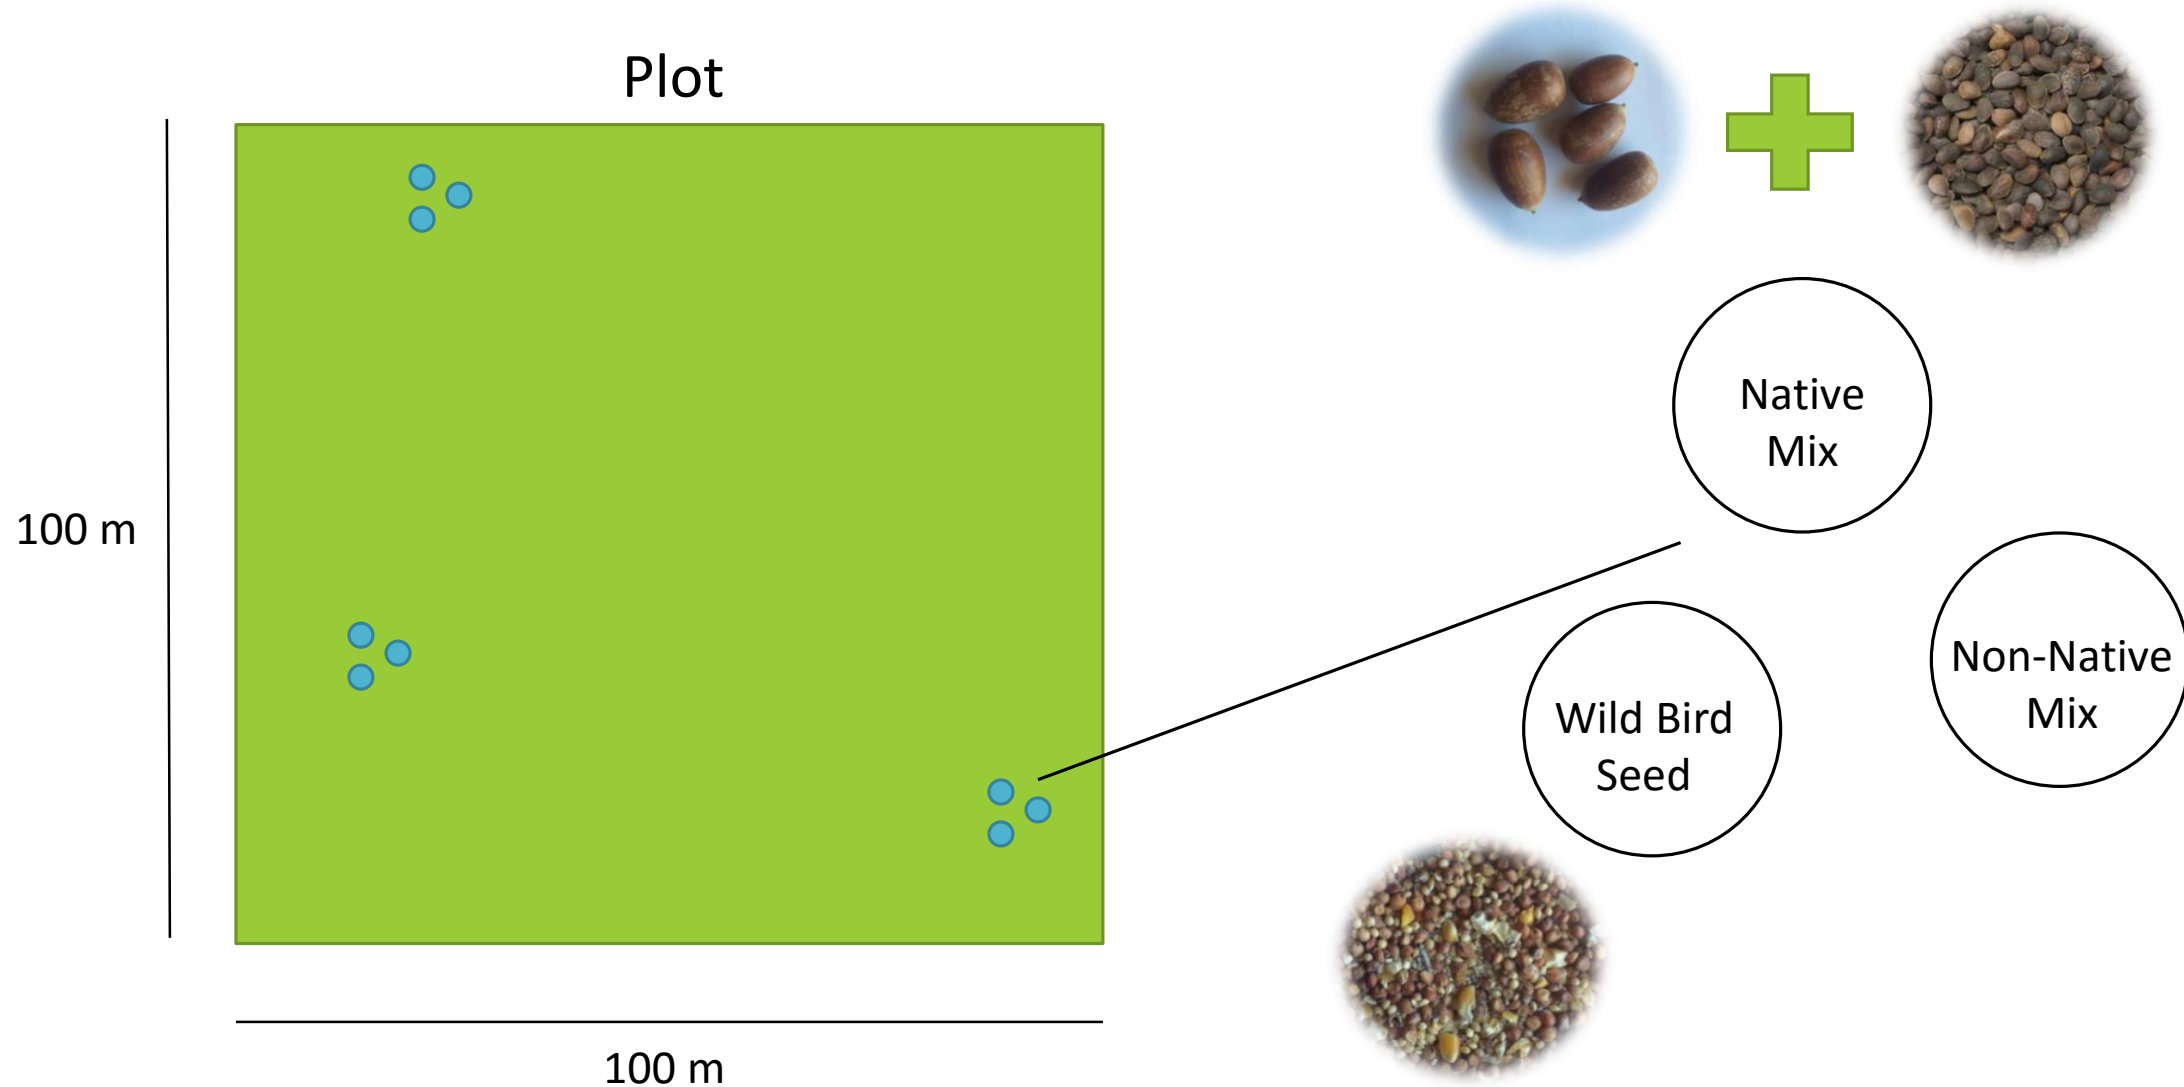 Plot
100 m
100 m
Native
Mix
Non-Native
Mix
Wild Bird
Seed